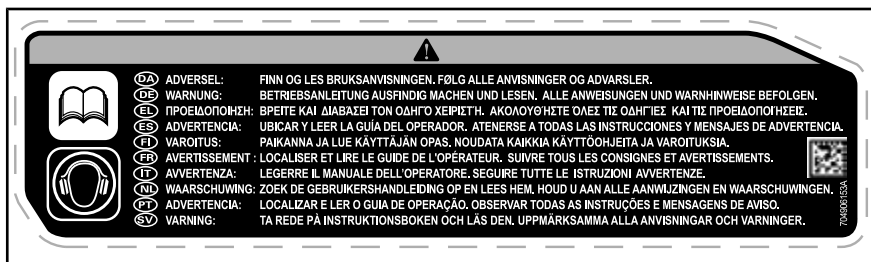 DA ADVERSEL: FINN OG LES BRUKSANVISNINGEN. FØLG ALLE ANVISNINGER OG ADVARSLER.
DE WARNUNG: BETRIEBSANLEITUNG AUSFINDIG MACHEN UND LESEN. ALLE ANWEISUNGEN UND WARNHINWEISE BEFOLGEN.
EL ΠΡΟΕΙΔΟΠΟΙΗΣΗ: ΒΡΕΙΤΕ ΚΑΙ ΔΙΑΒΑΣΕΙ ΤΟΝ ΟΔΗΓΟ ΧΕΙΡΙΣΤΗ. ΑΚΟΛΟΥΘΗΣΤΕ ΌΛΕΣ ΤΙΣ ΟΔΗΓΙΕΣ ΚΑΙ ΤΙΣ ΠΡΟΕΙΔΟΠΟΙΗΣΕΙΣ.
ES ADVERTENCIA: UBICAR Y LEER LA GUÍA DEL OPERADOR. ATENERSE A TODAS LAS INSTRUCCIONES Y MENSAJES DE ADVERTENCIA.
FI VAROITUS: PAIKANNA JA LUE KÄYTTÄJÄN OPAS. NOUDATA KAIKKIA KÄYTTÖOHJEITA JA VAROITUKSIA.
FR AVERTISSEMENT : LOCALISER ET LIRE LE GUIDE DE L'OPÉRATEUR. SUIVRE TOUS LES CONSIGNES ET AVERTISSEMENTS.
IT AVVERTENZA: LEGERRE IL MANUALE DELL'OPERATORE. SEGUIRE TUTTE LE ISTRUZIONI AVVERTENZE.
NL WAARSCHUWING: ZOEK DE GEBRUIKERSHANDLEIDING OP EN LEES HEM. HOUD U AAN ALLE AANWIJZINGEN EN WAARSCHUWINGEN.
PT ADVERTENCIA: LOCALIZAR E LER O GUIA DE OPERAÇÃO. OBSERVAR TODAS AS INSTRUÇÕES E MENSAGENS DE AVISO.
SV VARNING: TA REDE PÅ INSTRUKTIONSBOKEN OCH LÄS DEN. UPPMÄRKSAMMA ALLA ANVISNINGAR OCH VARNINGER.
704906153A